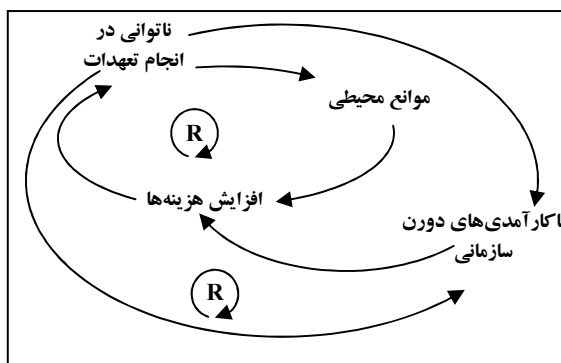 ناتوانی در
انجام تعهدات
موانع محیطی
R
افزایش هزینه‌ها
ناکارآمدی‌های دورن
سازمانی
R